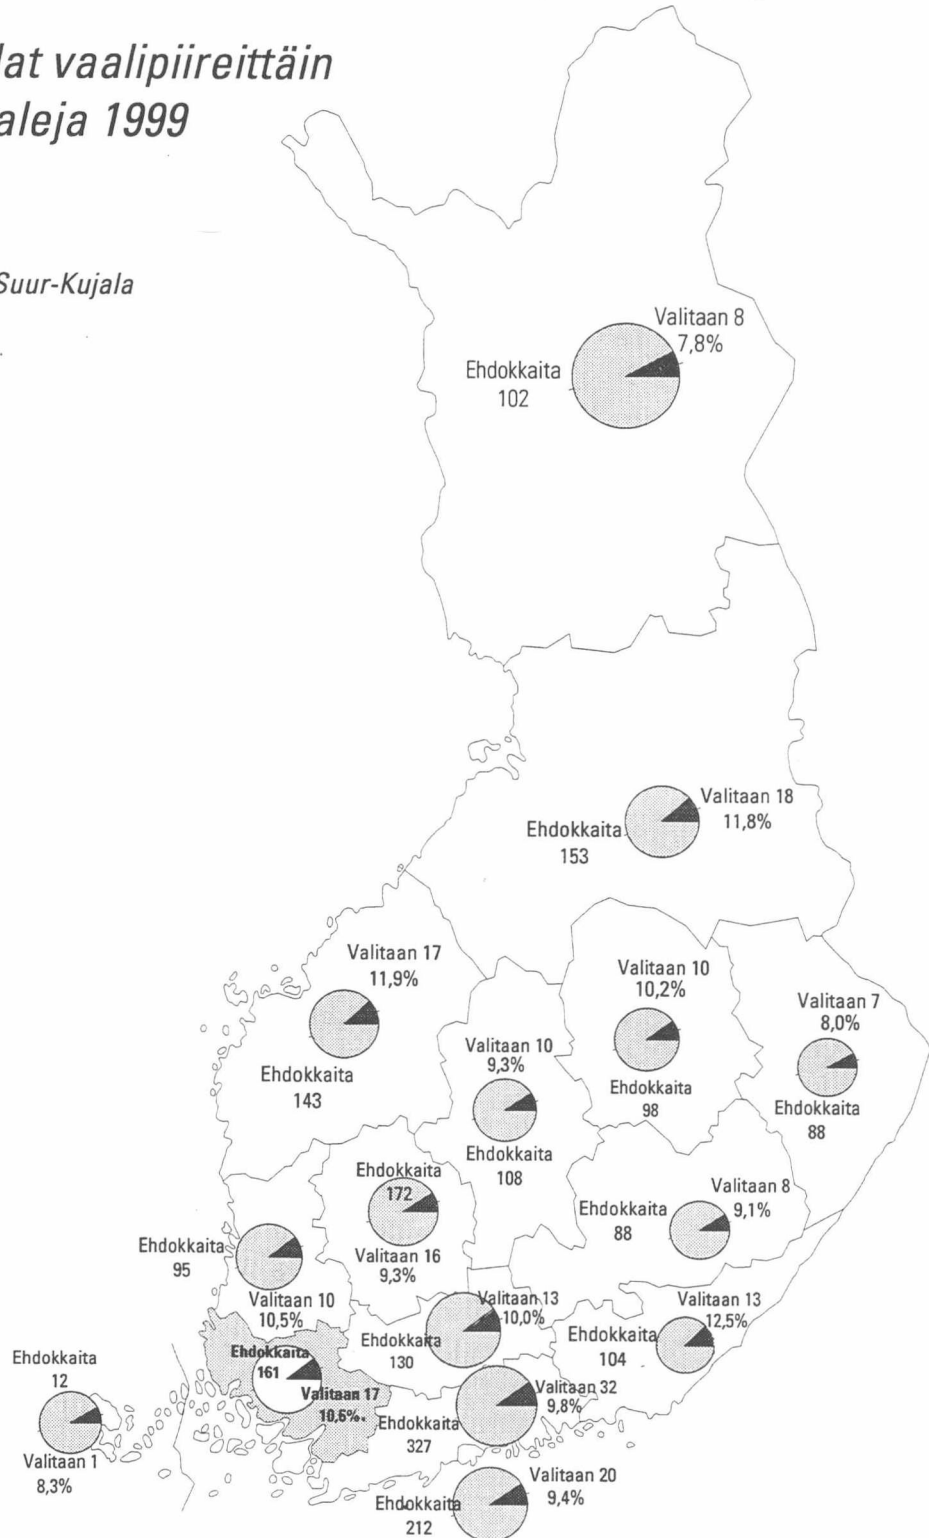 lat vaalipiireittäin
aleja 1999
Suur-Kujala
Valitaan 8
7,8%
Ehdokkaita
102
Valitaan 18
11,8%
Ehdokkaita
153
Valitaan 17
11,9%
Ehdokkaita
143
Valitaan 10
10,2%
Ehdokkaita
98
Valitaan 7
8,0%
Ehdokkaita
88
Valitaan 10
9,3%
Ehdokkaita
108
Ehdokkaita
172
Valitaan 16
9,3%
Valitaan 8
9,1%
Ehdokkaita
88
Ehdokkaita
95
Valitaan 10
10,5%
Valitaan 13
10,0%
Ehdokkaita
130
Valitaan 13
12,5%
Ehdokkaita
104
Ehdokkaita
161
Valitaan 17
10,6%
Ehdokkaita
12
Valitaan 1
8,3%
Valitaan 32
9,8%
Ehdokkaita
327
Valitaan 20
9,4%
Ehdokkaita
212